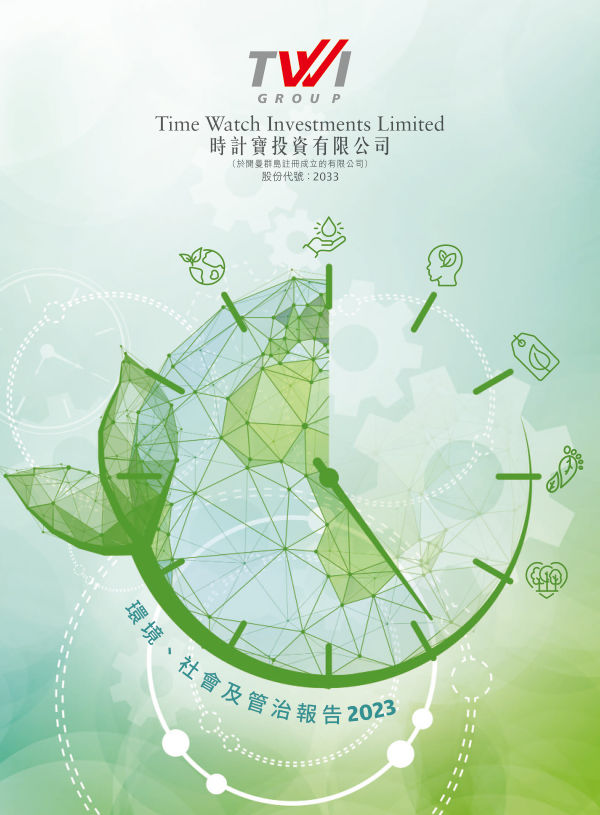 TWI
GROUP
Time Watch Investments Limited
時計寶投資有限公司
（於開曼群島註冊成立的有限公司）
股份代號：2033
環境、社會及管治報告2023